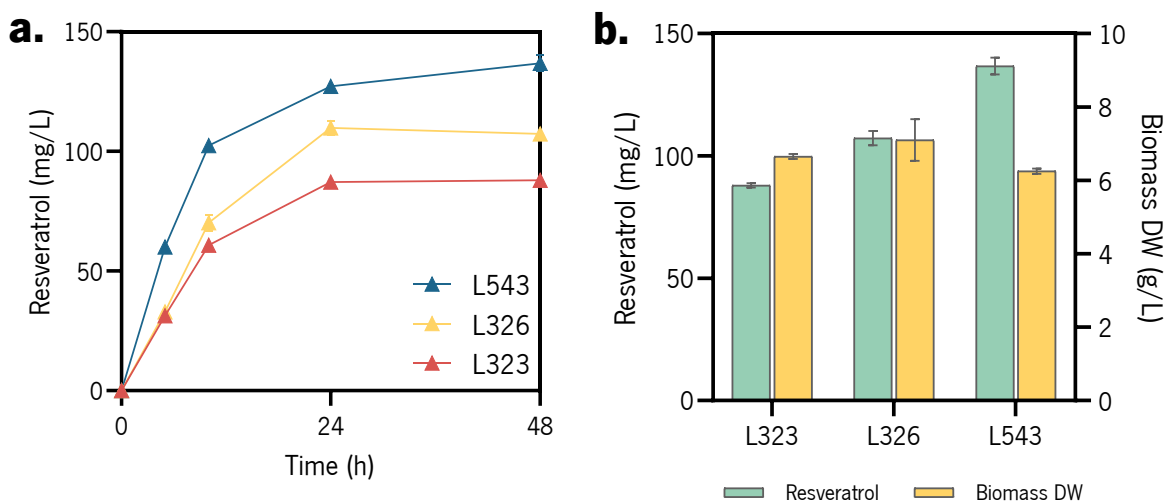 a.
Resveratrol (mg/L)
150
100
50
0
0 24 48
Time (h)
L543
L326
L323
b.
Resveratrol (mg/L)
150
100
50
0
10
8
6
4
2
0
Biomass DW (g/L)
L323 L326 L543
Resveratrol Biomass DW